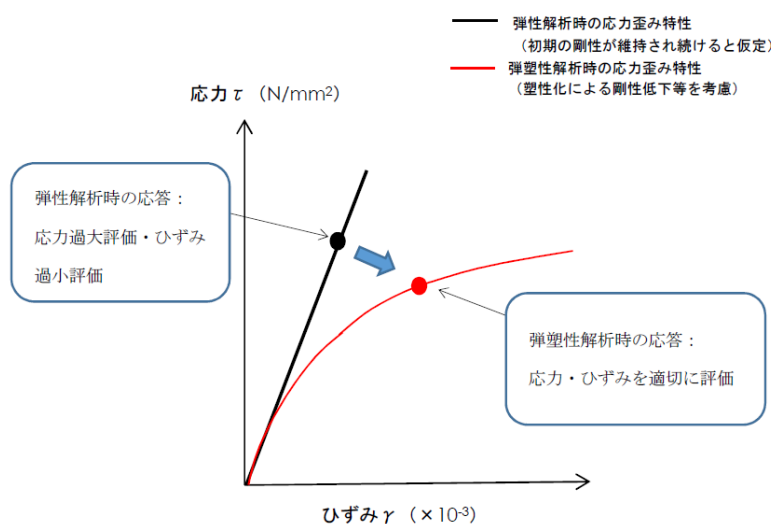 弾性解析時の応力歪み特性
（初期の剛性が維持され続けると仮定）
弾塑性解析時の応力歪み特性
（塑性化による剛性低下等を考慮）
応力τ（N/mm²）
弾性解析時の応答：
応力過大評価・ひずみ
過小評価
弾塑性解析時の応答：
応力・ひずみを適切に評価
ひずみγ（×10⁻³）